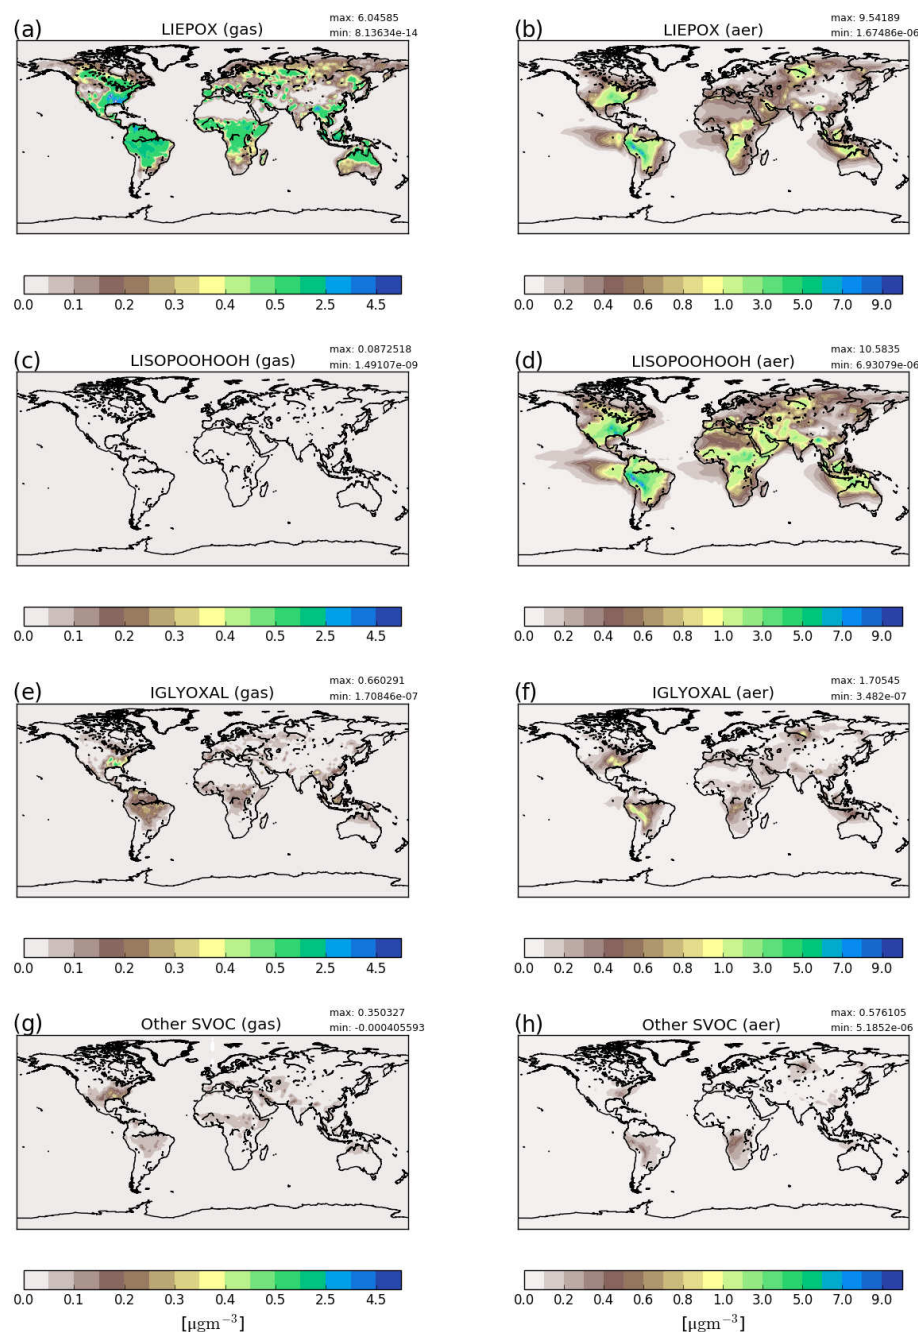 (a)
LIEPOX (gas)
max: 6.04585
min: 8.13634e-14
0.0 0.1 0.2 0.3 0.4 0.5 2.5 4.5
(b)
LIEPOX (aer)
max: 9.54189
min: 1.67486e-06
0.0 0.2 0.4 0.6 0.8 1.0 3.0 5.0 7.0 9.0
(c)
LISOPOOHOOH (gas)
max: 0.0872518
min: 1.49107e-09
0.0 0.1 0.2 0.3 0.4 0.5 2.5 4.5
(d)
LISOPOOHOOH (aer)
max: 10.5835
min: 6.93079e-06
0.0 0.2 0.4 0.6 0.8 1.0 3.0 5.0 7.0 9.0
(e)
IGLYOXAL (gas)
max: 0.660291
min: 1.70846e-07
0.0 0.1 0.2 0.3 0.4 0.5 2.5 4.5
(f)
IGLYOXAL (aer)
max: 1.70545
min: 3.482e-07
0.0 0.2 0.4 0.6 0.8 1.0 3.0 5.0 7.0 9.0
(g)
Other SVOC (gas)
max: 0.350327
min: -0.000405593
0.0 0.1 0.2 0.3 0.4 0.5 2.5 4.5
[μgm⁻³]
(h)
Other SVOC (aer)
max: 0.576105
min: 5.1852e-06
0.0 0.2 0.4 0.6 0.8 1.0 3.0 5.0 7.0 9.0
[μgm⁻³]